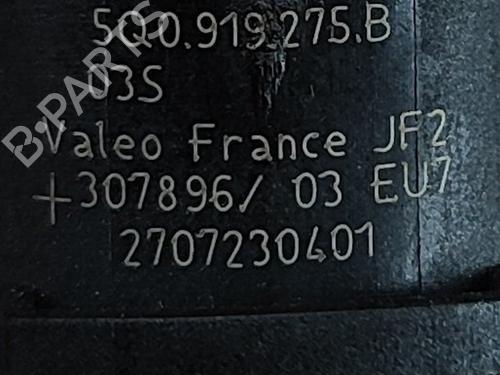 5Q0.919.275.B
03S
Valeo France JF2
+307896/ 03 EU7
2707230401
B-PARTS